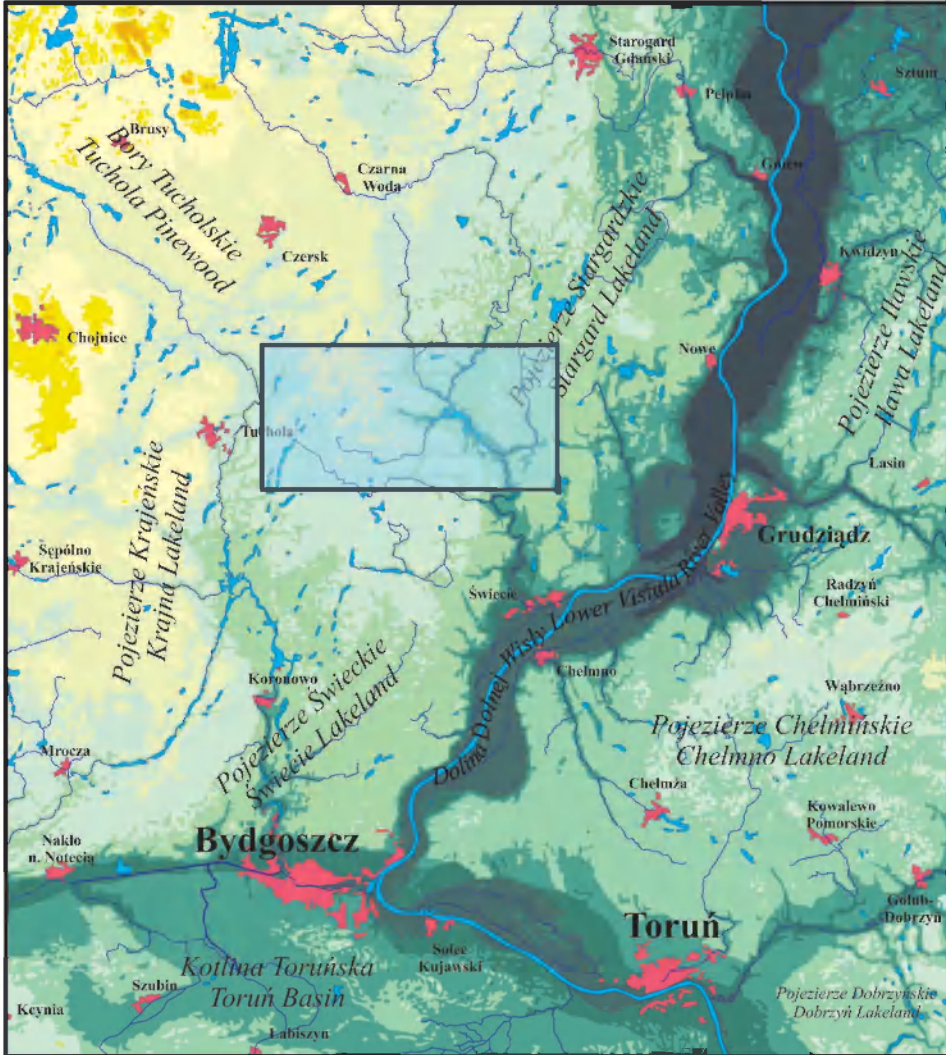 Starogard
Gdański
Sztum
Pelplin
Brusy
Bory Tucholskie
Tuchola Pinewood
Czarna
Woda
Gniew
Czersk
Pojezierze Stargardzkie
Stargard Lakeland
Kwidzyn
Pojezierze Iławskie
Iława Lakeland
Chojnice
Nowe
Tuchola
Łasin
Pojezierze Krajeńskie
Krajna Lakeland
Grudziądz
Sępólno
Krajeńskie
Świecie
Radzyń
Chełmiński
Dolina Dolnej Wisły Lower Vistula River Valley
Chełmno
Koronowo
Wąbrzeźno
Pojezierze Świeckie
Świecie Lakeland
Pojezierze Chełmińskie
Chełmno Lakeland
Mrocza
Chełmża
Kowalewo
Pomorskie
Nakło
n. Notecią
Bydgoszcz
Golub-
Dobrzyń
Toruń
Solec
Kujawski
Kotlina Toruńska
Toruń Basin
Szubin
Kcynia
Pojezierze Dobrzyńskie
Dobrzyń Lakeland
Łabiszyn